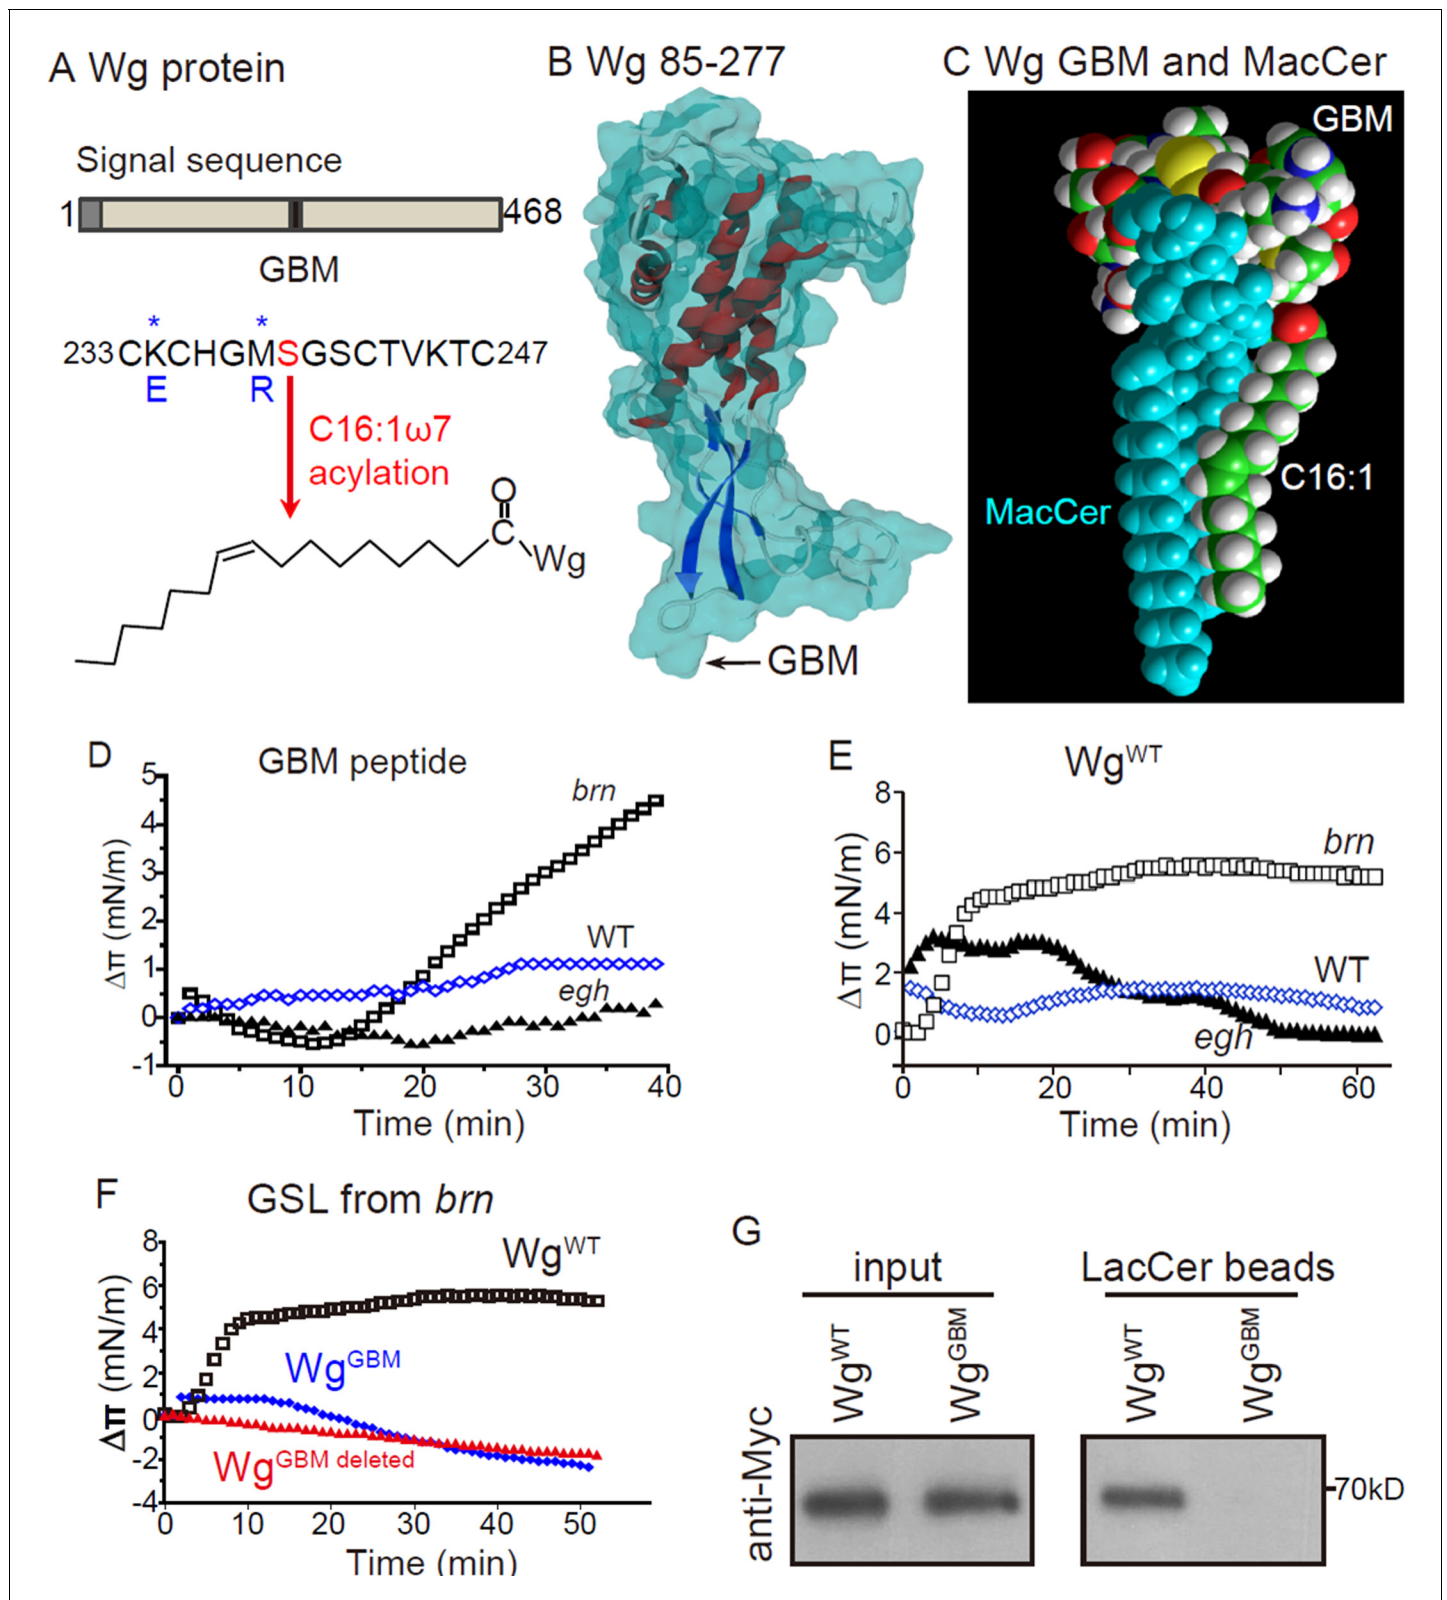 A Wg protein
Signal sequence
1
468
GBM
* *
233CKCHGMSGSCTVKTC247
E R
C16:1ω7
acylation
O
C
Wg
B Wg 85-277
GBM
C Wg GBM and MacCer
GBM
C16:1
MacCer
D GBM peptide
Δπ (mN/m)
5
4
3
2
1
0
-1
brn
WT
egh
0 10 20 30 40
Time (min)
E Wg^WT
Δπ (mN/m)
8
6
4
2
0
brn
WT
egh
0 20 40 60
Time (min)
F GSL from brn
Δπ (mN/m)
8
6
4
2
0
-2
-4
Wg^WT
Wg^GBM
Wg^GBM deleted
0 10 20 30 40 50
Time (min)
G
input LacCer beads
Wg^WT Wg^GBM Wg^WT Wg^GBM
anti-Myc
70kD